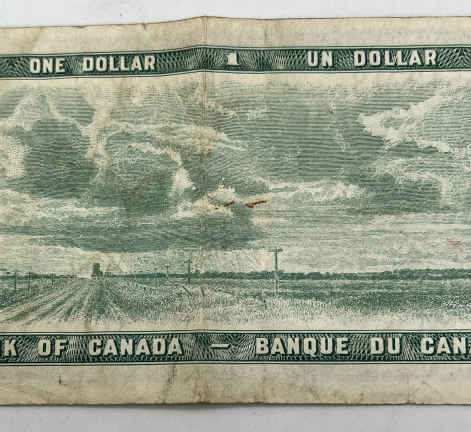 ONE DOLLAR 1 UN DOLLAR
K OF CANADA — BANQUE DU CAN